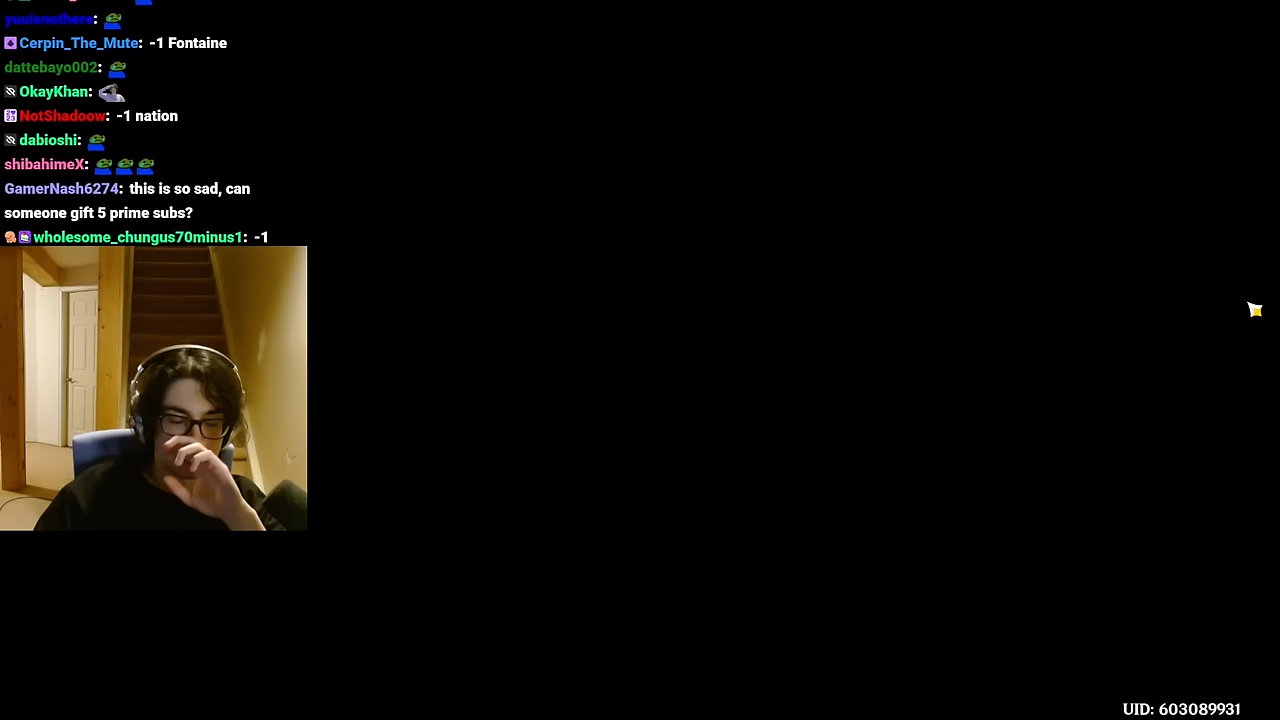 yuuisnothere:
Cerpin_The_Mute: -1 Fontaine
dattebayo002:
OkayKhan:
NotShadoow: -1 nation
dabioshi:
shibahimeX:
GamerNash6274: this is so sad, can
someone gift 5 prime subs?
wholesome_chungus70minus1: -1
UID: 603089931